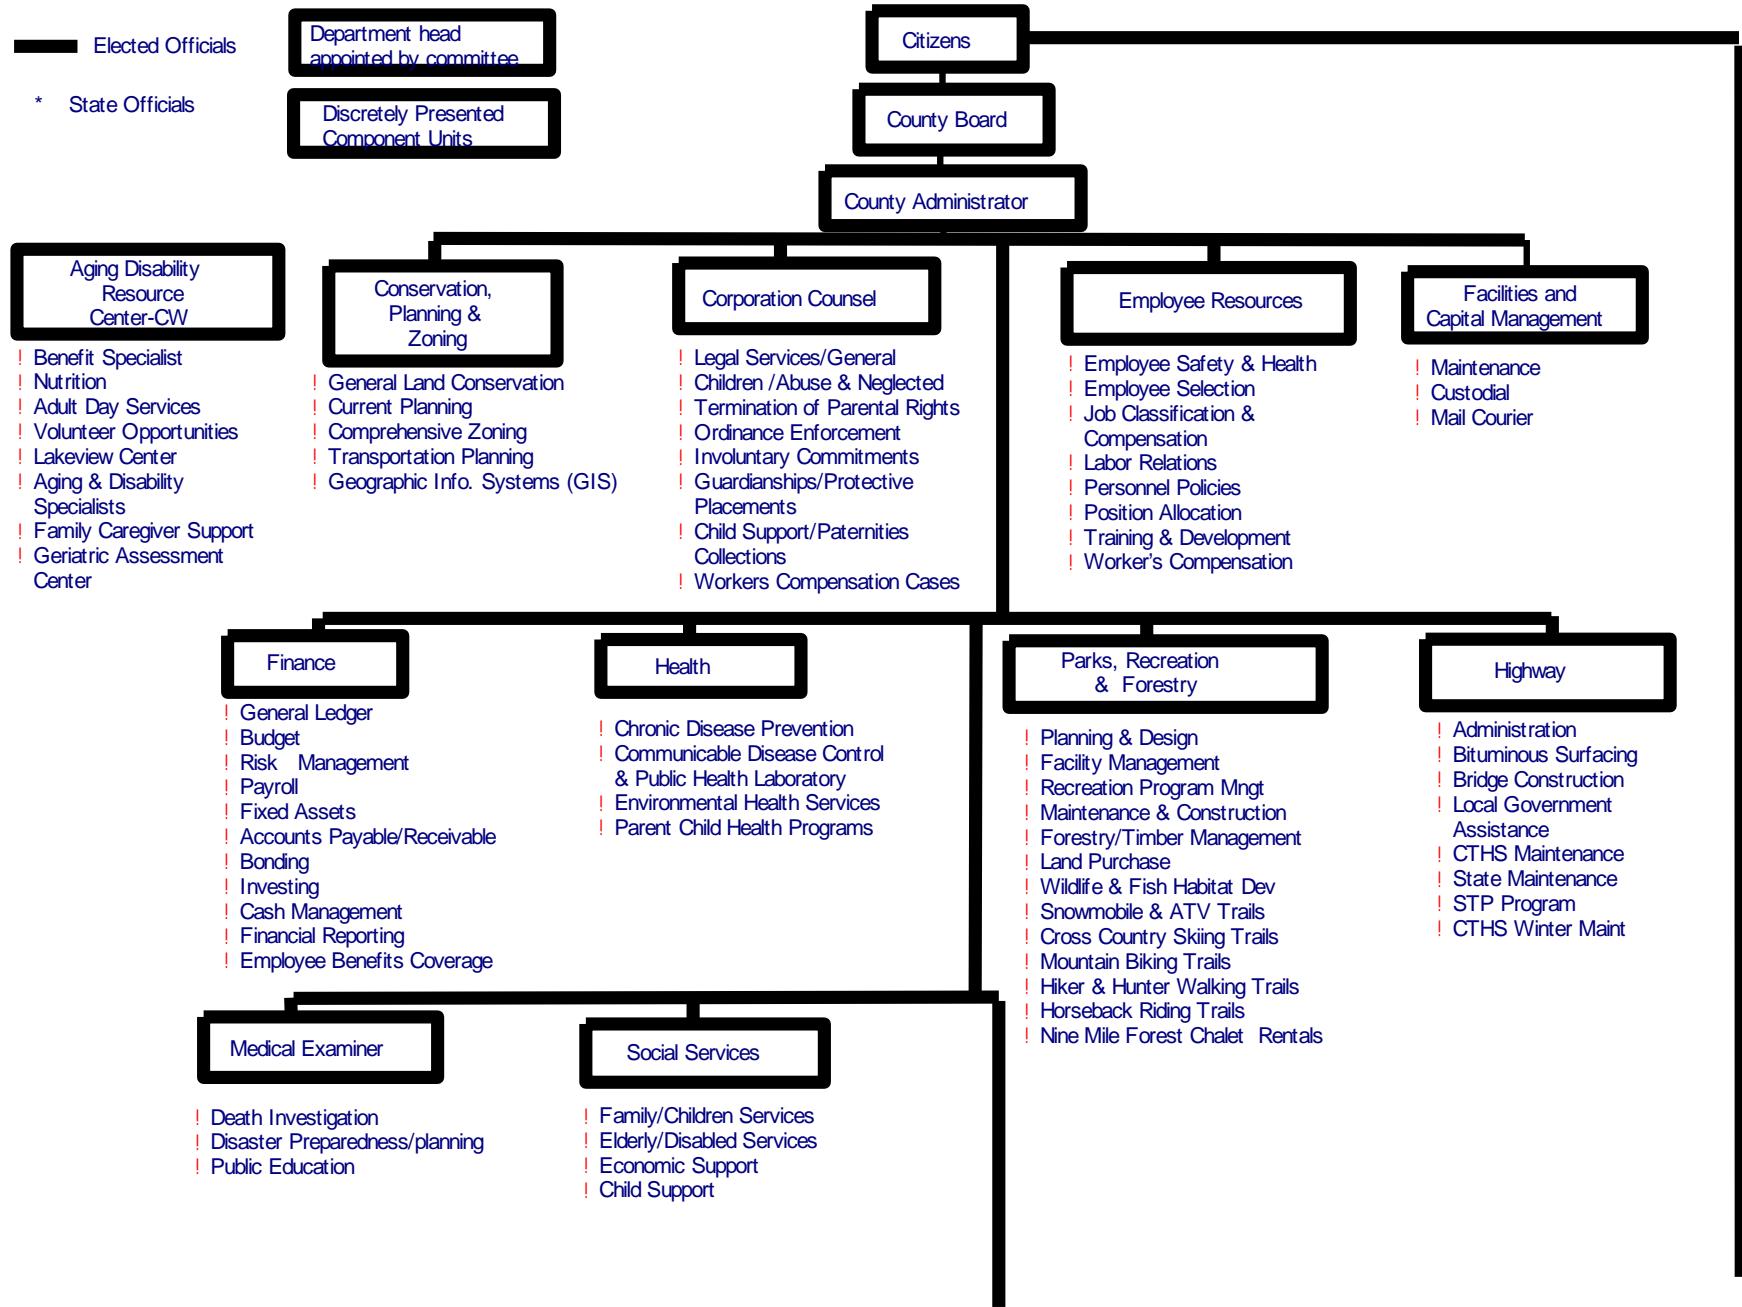 Elected Officials
* State Officials
Department head
appointed by committee
Discretely Presented
Component Units
Citizens
County Board
County Administrator
Aging Disability
Resource
Center-CW
! Benefit Specialist
! Nutrition
! Adult Day Services
! Volunteer Opportunities
! Lakeview Center
! Aging & Disability
Specialists
! Family Caregiver Support
! Geriatric Assessment
Center
Conservation,
Planning &
Zoning
! General Land Conservation
! Current Planning
! Comprehensive Zoning
! Transportation Planning
! Geographic Info. Systems (GIS)
Corporation Counsel
! Legal Services/General
! Children /Abuse & Neglected
! Termination of Parental Rights
! Ordinance Enforcement
! Involuntary Commitments
! Guardianships/Protective
Placements
! Child Support/Paternities
Collections
! Workers Compensation Cases
Employee Resources
! Employee Safety & Health
! Employee Selection
! Job Classification &
Compensation
! Labor Relations
! Personnel Policies
! Position Allocation
! Training & Development
! Worker’s Compensation
Facilities and
Capital Management
! Maintenance
! Custodial
! Mail Courier
Finance
! General Ledger
! Budget
! Risk Management
! Payroll
! Fixed Assets
! Accounts Payable/Receivable
! Bonding
! Investing
! Cash Management
! Financial Reporting
! Employee Benefits Coverage
Health
! Chronic Disease Prevention
! Communicable Disease Control
& Public Health Laboratory
! Environmental Health Services
! Parent Child Health Programs
Parks, Recreation
& Forestry
! Planning & Design
! Facility Management
! Recreation Program Mngt
! Maintenance & Construction
! Forestry/Timber Management
! Land Purchase
! Wildlife & Fish Habitat Dev
! Snowmobile & ATV Trails
! Cross Country Skiing Trails
! Mountain Biking Trails
! Hiker & Hunter Walking Trails
! Horseback Riding Trails
! Nine Mile Forest Chalet Rentals
Highway
! Administration
! Bituminous Surfacing
! Bridge Construction
! Local Government
Assistance
! CTHS Maintenance
! State Maintenance
! STP Program
! CTHS Winter Maint
Medical Examiner
! Death Investigation
! Disaster Preparedness/planning
! Public Education
Social Services
! Family/Children Services
! Elderly/Disabled Services
! Economic Support
! Child Support